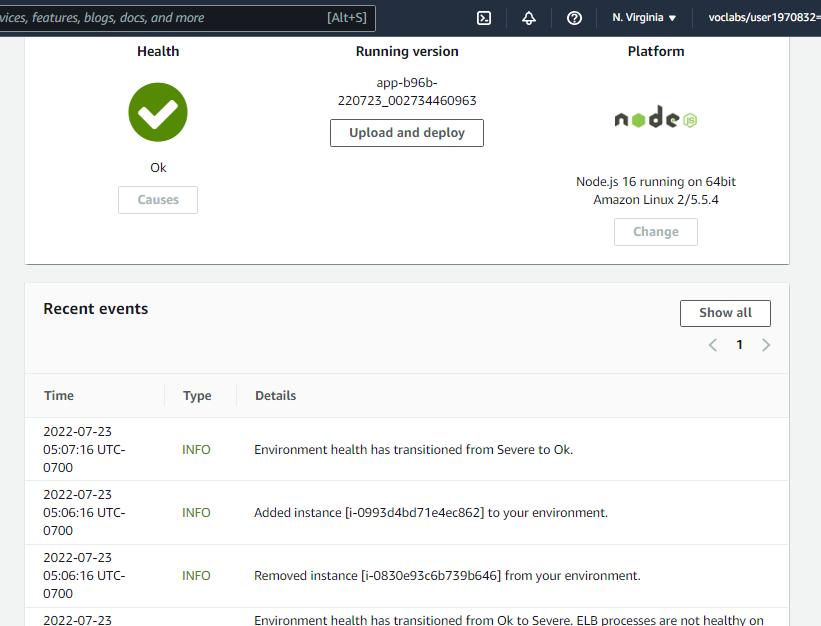 vices, features, blogs, docs, and more [Alt+S] N. Virginia ▼ voclabs/user1970832=
Health Running version Platform
app-b96b-
220723_002734460963
Upload and deploy
node
JS
Ok
Causes
Node.js 16 running on 64bit
Amazon Linux 2/5.5.4
Change
Recent events
Show all
1
Time Type Details
2022-07-23
05:07:16 UTC-
0700
INFO
Environment health has transitioned from Severe to Ok.
2022-07-23
05:06:16 UTC-
0700
INFO
Added instance [i-0993d4bd71e4ec862] to your environment.
2022-07-23
05:06:16 UTC-
0700
INFO
Removed instance [i-0830e93c6b739b646] from your environment.
2022-07-23
Environment health has transitioned from Ok to Severe. ELB processes are not healthy on